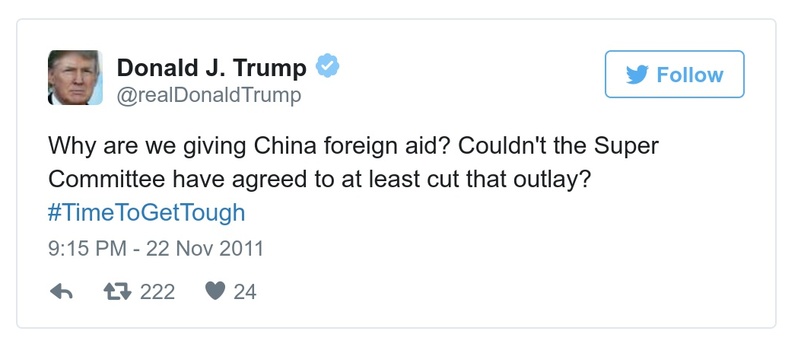 Donald J. Trump
@realDonaldTrump
Follow
Why are we giving China foreign aid? Couldn't the Super
Committee have agreed to at least cut that outlay?
#TimeToGetTough
9:15 PM - 22 Nov 2011
222 24